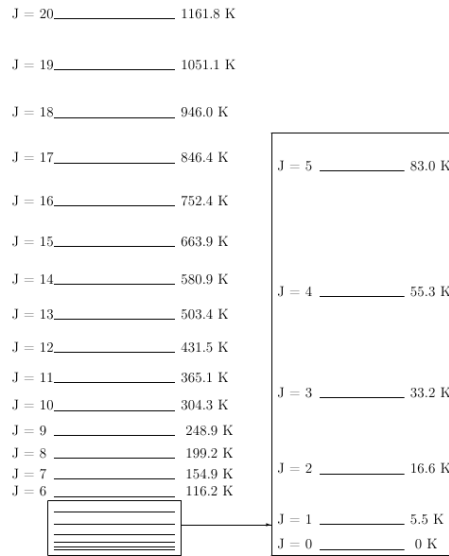 J = 20 1161.8 K
J = 19 1051.1 K
J = 18 946.0 K
J = 17 846.4 K
J = 16 752.4 K
J = 15 663.9 K
J = 14 580.9 K
J = 13 503.4 K
J = 12 431.5 K
J = 11 365.1 K
J = 10 304.3 K
J = 9 248.9 K
J = 8 199.2 K
J = 7 154.9 K
J = 6 116.2 K
J = 5 83.0 K
J = 4 55.3 K
J = 3 33.2 K
J = 2 16.6 K
J = 1 5.5 K
J = 0 0 K